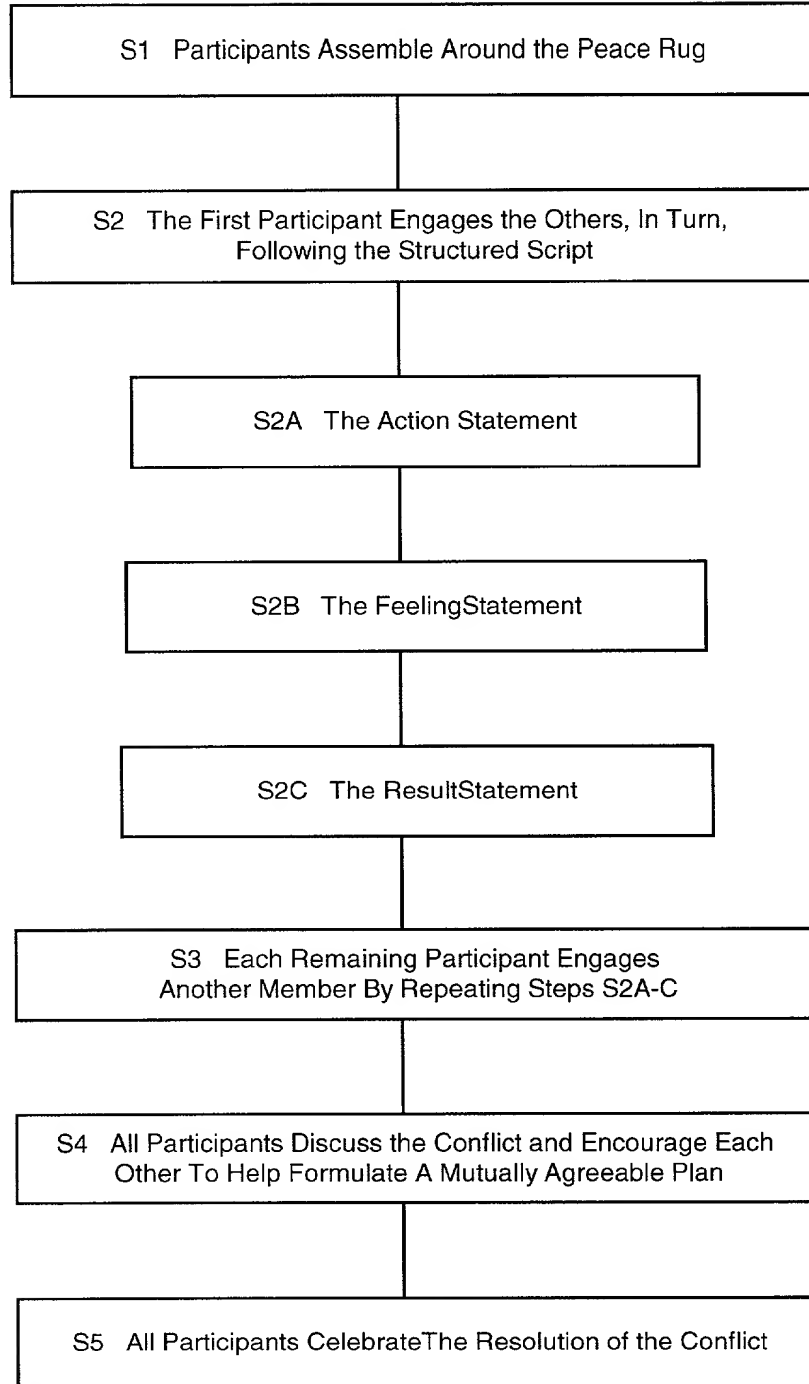 S1 Participants Assemble Around the Peace Rug
S2 The First Participant Engages the Others, In Turn,
Following the Structured Script
S2A The Action Statement
S2B The FeelingStatement
S2C The ResultStatement
S3 Each Remaining Participant Engages
Another Member By Repeating Steps S2A-C
S4 All Participants Discuss the Conflict and Encourage Each
Other To Help Formulate A Mutually Agreeable Plan
S5 All Participants CelebrateThe Resolution of the Conflict